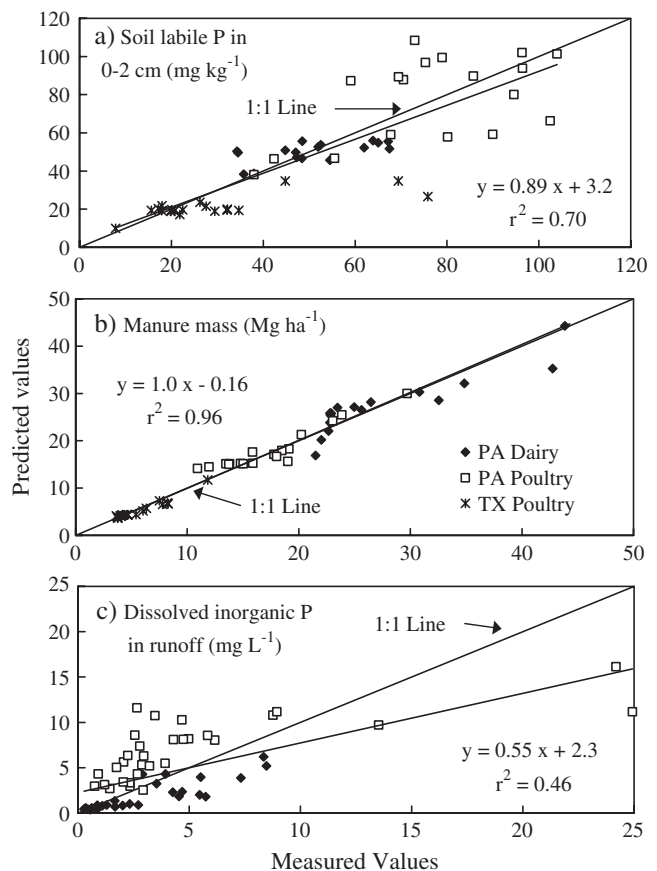 a) Soil labile P in
0-2 cm (mg kg⁻¹)
1:1 Line
y = 0.89 x + 3.2
r² = 0.70
120
100
80
60
40
20
0
0 20 40 60 80 100 120
b) Manure mass (Mg ha⁻¹)
y = 1.0 x - 0.16
r² = 0.96
1:1 Line
PA Dairy
PA Poultry
TX Poultry
50
40
30
20
10
0
0 10 20 30 40 50
Predicted values
c) Dissolved inorganic P
in runoff (mg L⁻¹)
1:1 Line
y = 0.55 x + 2.3
r² = 0.46
25
20
15
10
5
0
0 5 10 15 20 25
Measured Values